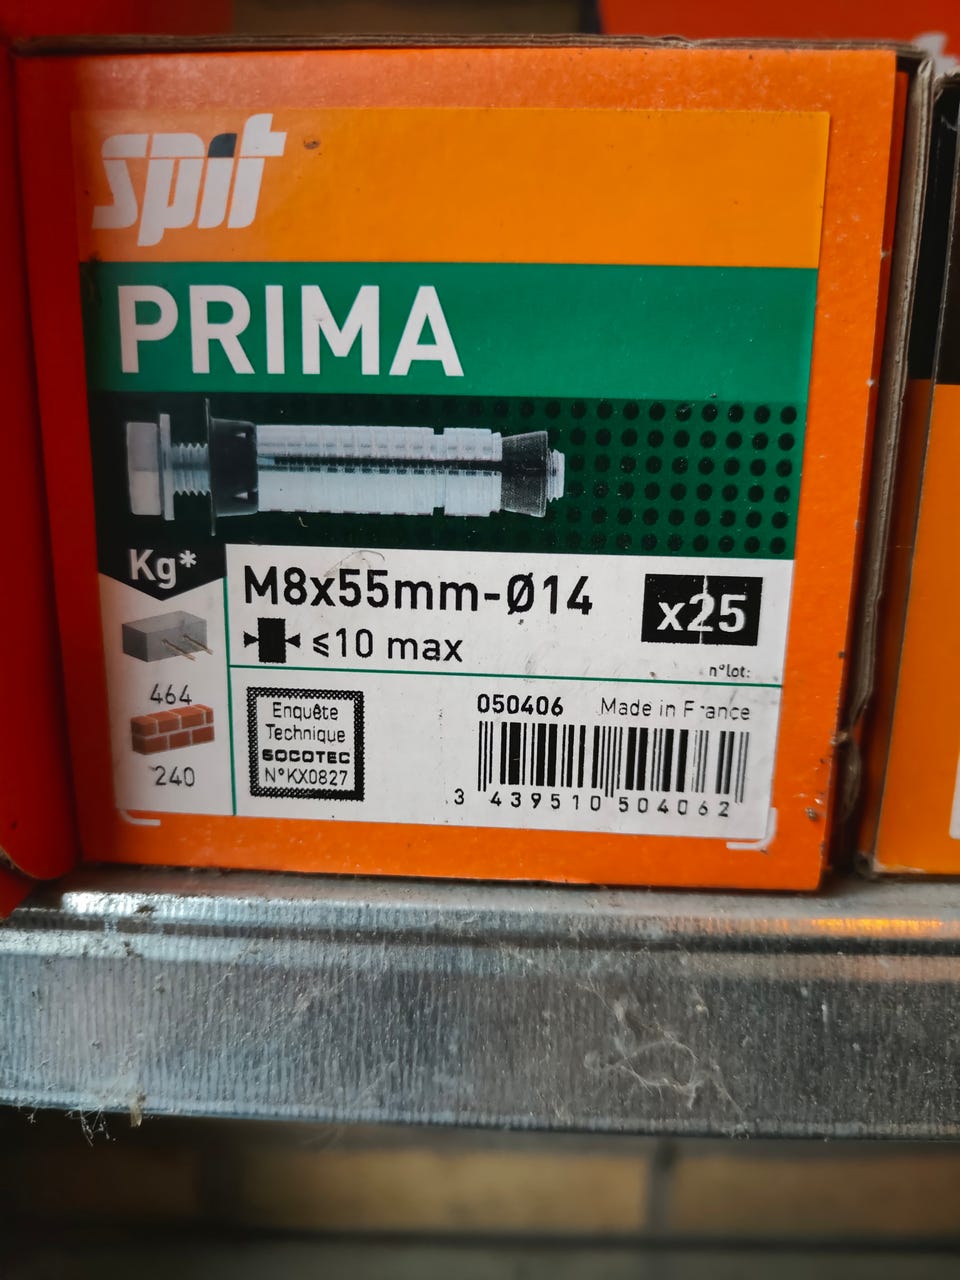 spit
PRIMA
Kg*
M8x55mm-Ø14
x25
≤10 max
n°lot:
464
240
Enquête
Technique
SOCOTEC
N°KX0827
050406 Made in France
3 439510 504062